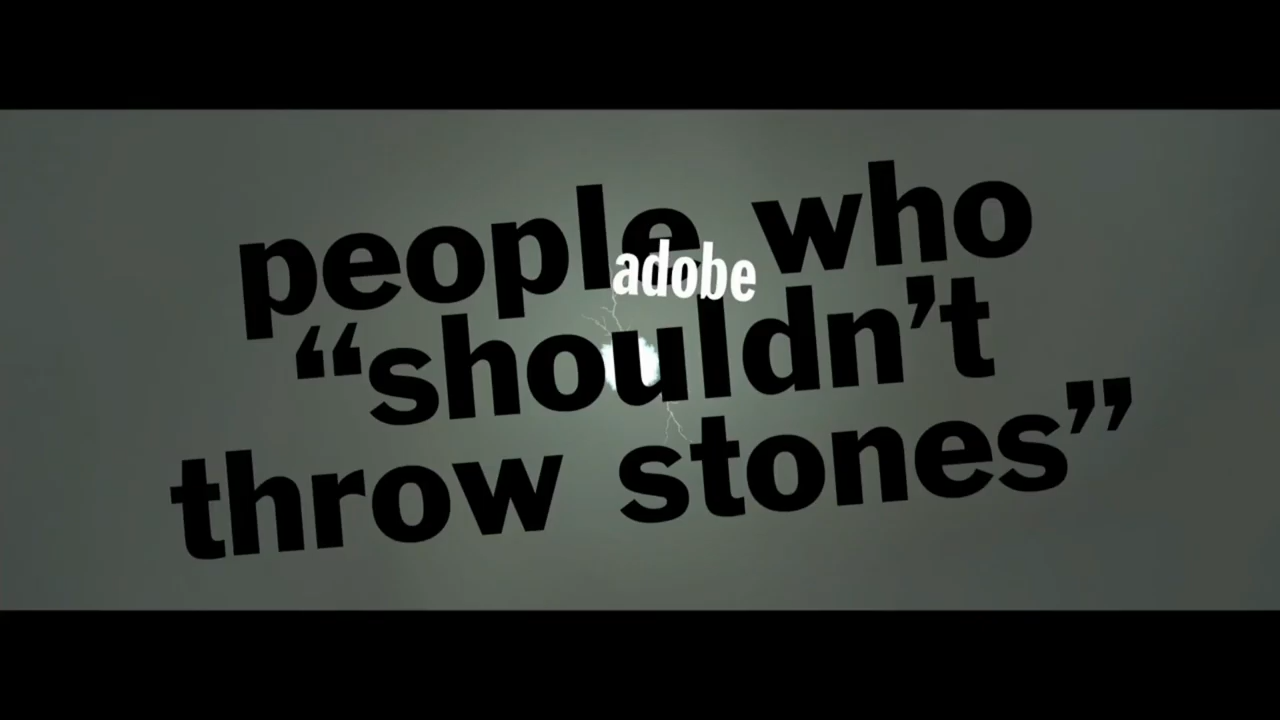 people who
adobe
“shouldn’t
throw stones”